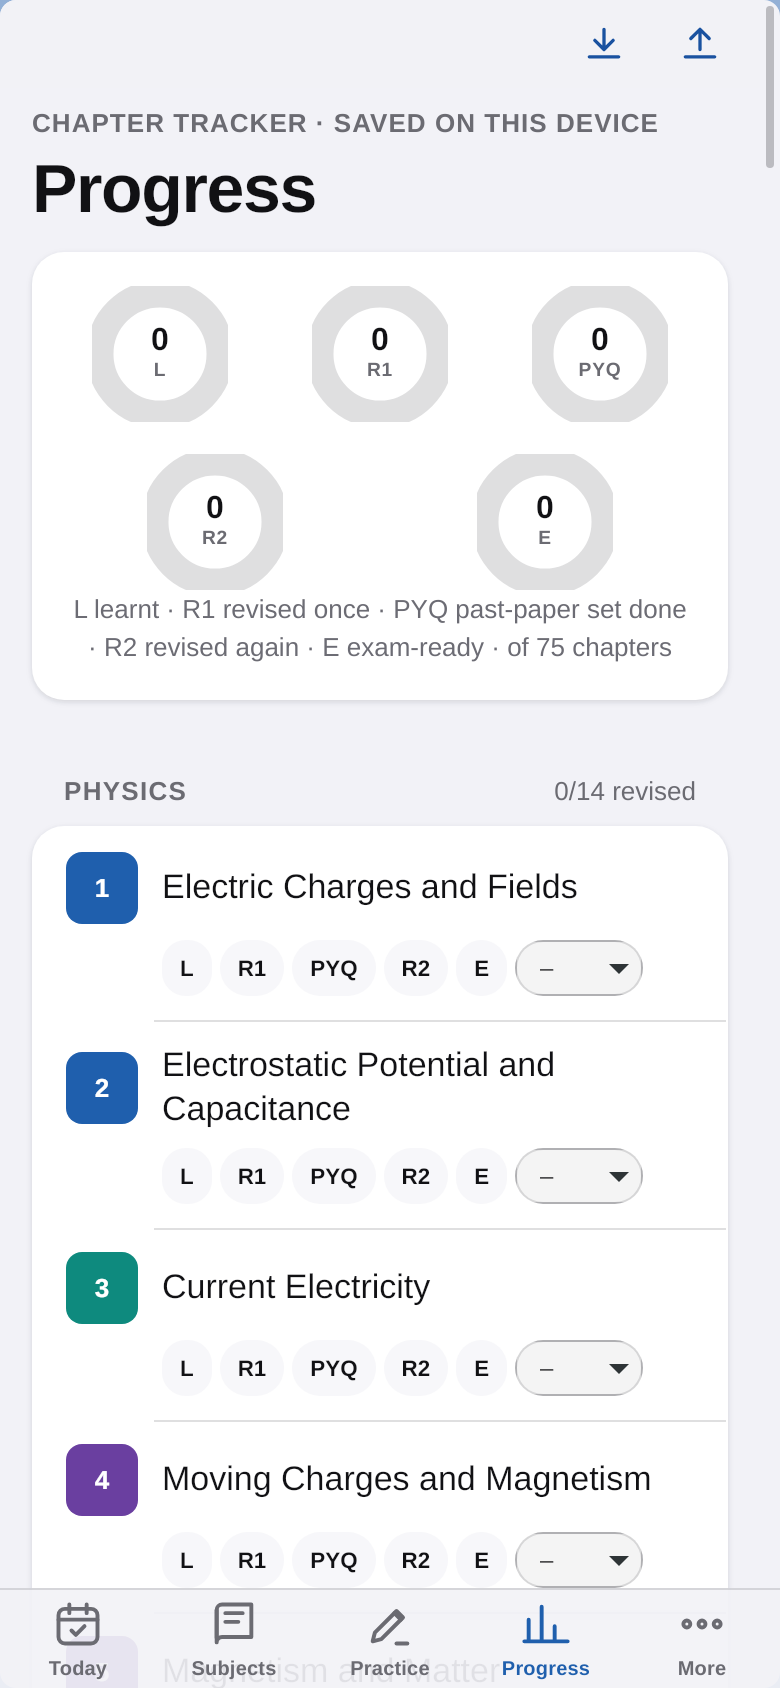 CHAPTER TRACKER · SAVED ON THIS DEVICE
Progress
0
L
0
R1
0
PYQ
0
R2
0
E
L learnt · R1 revised once · PYQ past-paper set done
· R2 revised again · E exam-ready · of 75 chapters
PHYSICS 0/14 revised
1 Electric Charges and Fields
L R1 PYQ R2 E –
2 Electrostatic Potential and
Capacitance
L R1 PYQ R2 E –
3 Current Electricity
L R1 PYQ R2 E –
4 Moving Charges and Magnetism
L R1 PYQ R2 E –
Magnetism and Matter
Today Subjects Practice Progress More